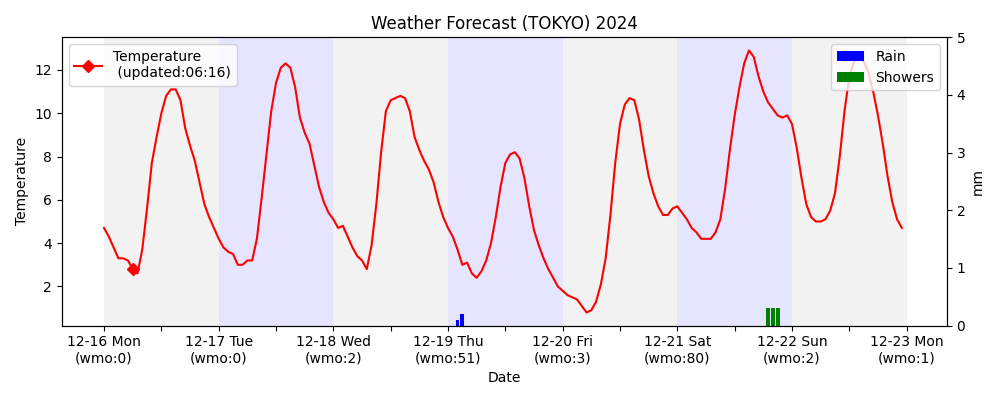 Weather Forecast (TOKYO) 2024
Temperature
(updated:06:16)
Rain
Showers
Temperature
12
10
8
6
4
2
5
4
3
2
1
0
mm
12-16 Mon
(wmo:0)
12-17 Tue
(wmo:0)
12-18 Wed
(wmo:2)
12-19 Thu
(wmo:51)
12-20 Fri
(wmo:3)
12-21 Sat
(wmo:80)
12-22 Sun
(wmo:2)
12-23 Mon
(wmo:1)
Date